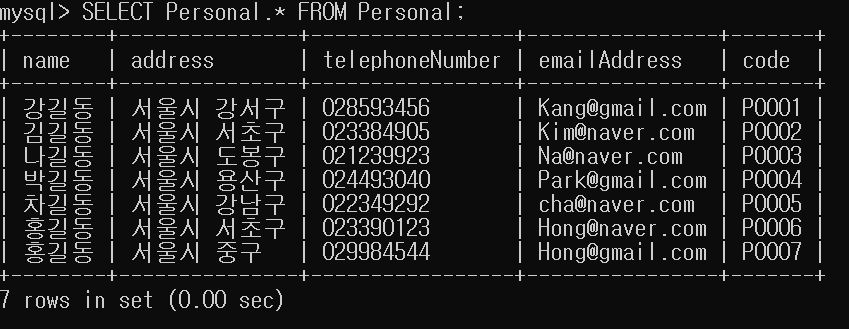 mysql> SELECT Personal.* FROM Personal;
+--------+---------------+-----------------+----------------+-------+
| name | address | telephoneNumber | emailAddress | code |
+--------+---------------+-----------------+----------------+-------+
| 강길동 | 서울시 강서구 | 028593456 | Kang@gmail.com | P0001 |
| 김길동 | 서울시 서초구 | 023384905 | Kim@naver.com | P0002 |
| 나길동 | 서울시 도봉구 | 021239923 | Na@naver.com | P0003 |
| 박길동 | 서울시 용산구 | 024493040 | Park@gmail.com | P0004 |
| 차길동 | 서울시 강남구 | 022349292 | cha@naver.com | P0005 |
| 홍길동 | 서울시 서초구 | 023390123 | Hong@naver.com | P0006 |
| 홍길동 | 서울시 중구 | 029984544 | Hong@gmail.com | P0007 |
+--------+---------------+-----------------+----------------+-------+
7 rows in set (0.00 sec)